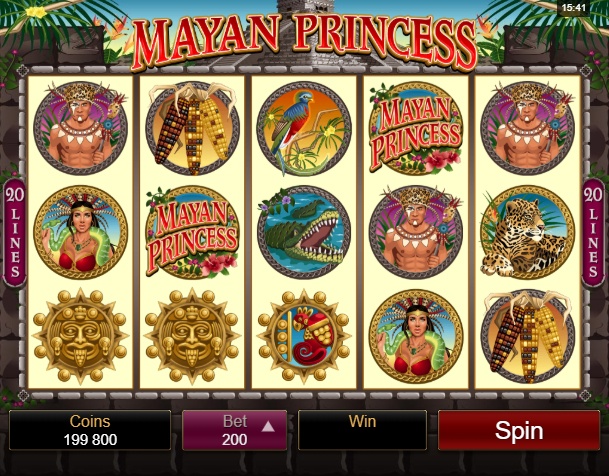 15:41
MAYAN PRINCESS
MAYAN
PRINCESS
MAYAN
PRINCESS
20 LINES
20 LINES
Coins
199 800
Bet
200
Win
Spin